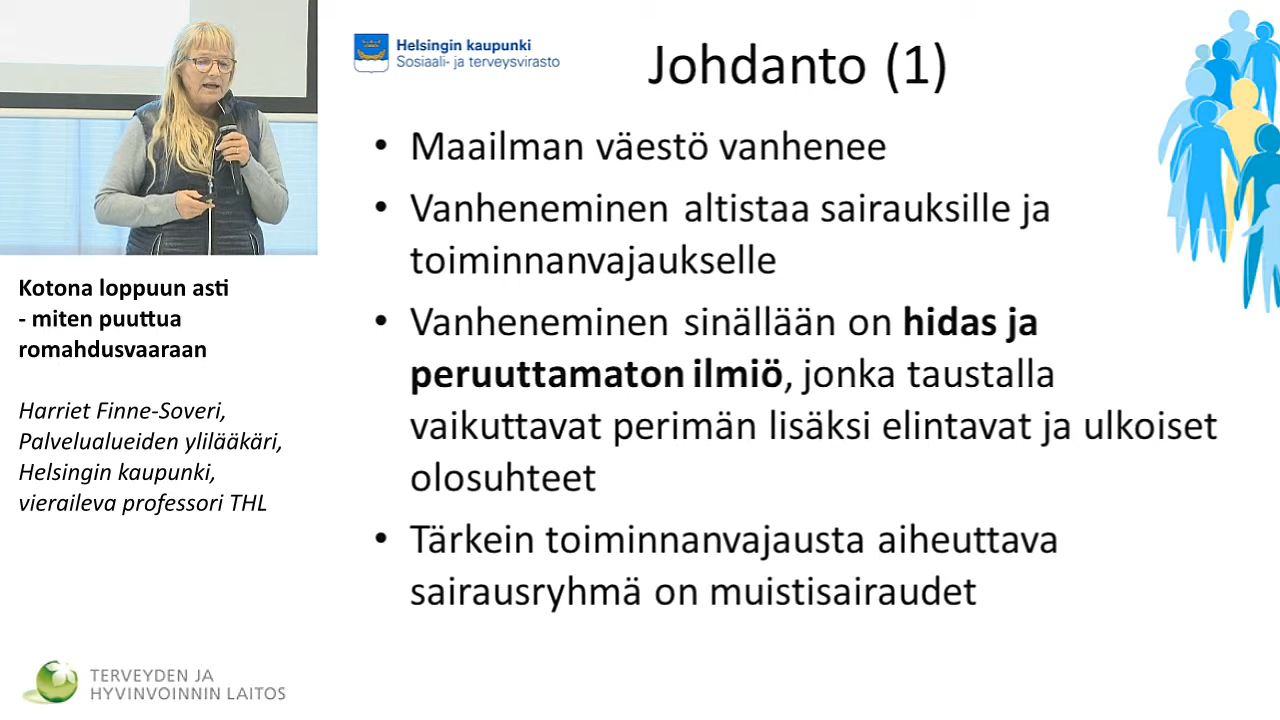 Helsingin kaupunki
Sosiaali- ja terveysvirasto
Johdanto (1)
• Maailman väestö vanhenee
• Vanheneminen altistaa sairauksille ja
toiminnanvajaukselle
• Vanheneminen sinällään on hidas ja
peruuttamaton ilmiö, jonka taustalla
vaikuttavat perimän lisäksi elintavat ja ulkoiset
olosuhteet
• Tärkein toiminnanvajausta aiheuttava
sairausryhmä on muistisairaudet
Kotona loppuun asti
- miten puuttua
romahdusvaaraan
Harriet Finne-Soveri,
Palvelualueiden ylilääkäri,
Helsingin kaupunki,
vieraileva professori THL
TERVEYDEN JA
HYVINVOINNIN LAITOS